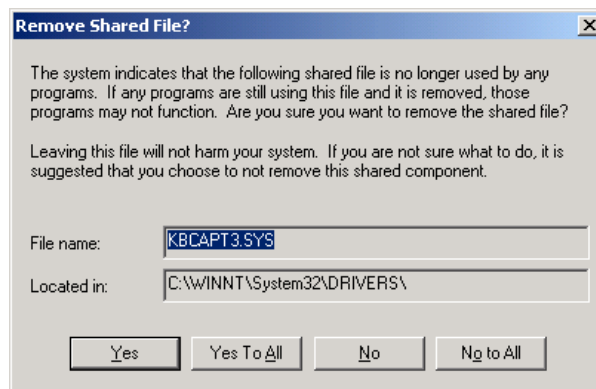 Remove Shared File?
The system indicates that the following shared file is no longer used by any
programs.  If any programs are still using this file and it is removed, those
programs may not function.  Are you sure you want to remove the shared file?
Leaving this file will not harm your system.  If you are not sure what to do, it is
suggested that you choose to not remove this shared component.
File name: KBCAPT3.SYS
Located in: C:\WINNT\System32\DRIVERS\
Yes Yes To All No No to All